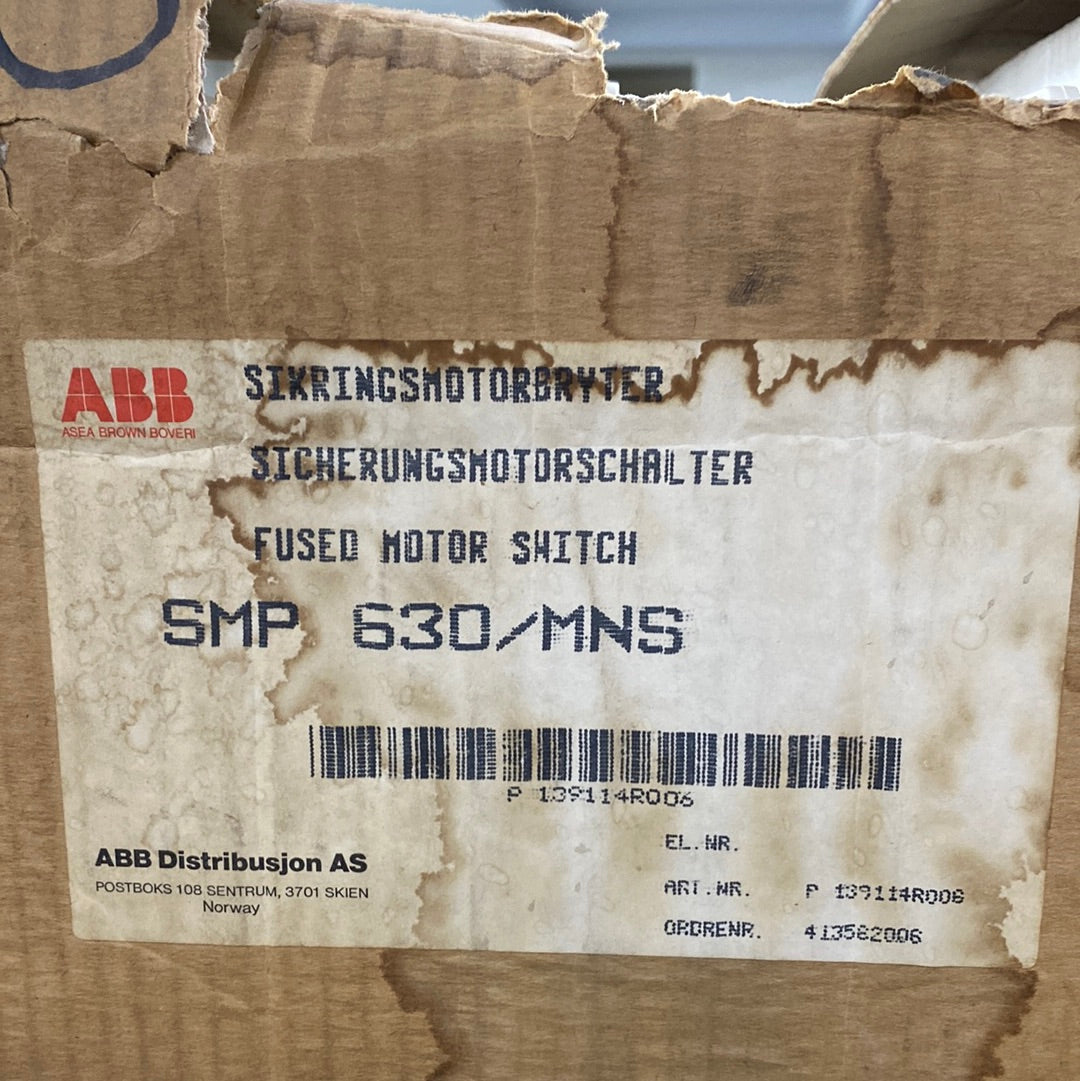 ABB
ASEA BROWN BOVERI
SIKRINGSMOTORBRYTER
SICHERUNGSMOTORSCHALTER
FUSED MOTOR SWITCH
SMP 630/MNS
P 139114R006
EL.NR.
ART.NR. P 139114R006
ORDRENR. 413562006
ABB Distribusjon AS
POSTBOKS 108 SENTRUM, 3701 SKIEN
Norway